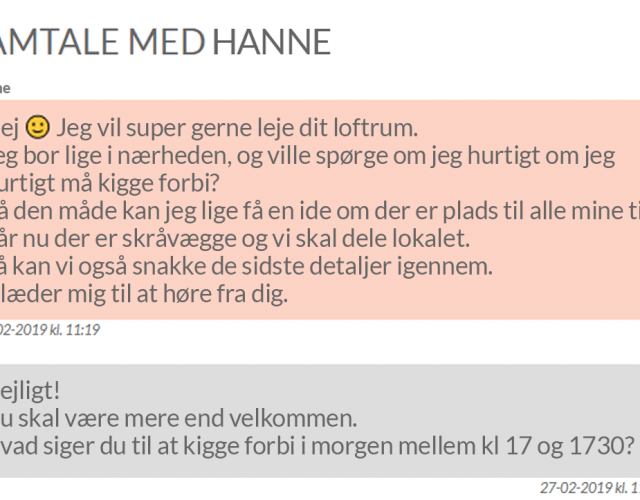 AMTALE MED HANNE
ne
ej 🙂 Jeg vil super gerne leje dit loftrum.
eg bor lige i nærheden, og ville spørge om jeg hurtigt om jeg
urtigt må kigge forbi?
å den måde kan jeg lige få en ide om der er plads til alle mine ti
år nu der er skråvægge og vi skal dele lokalet.
å kan vi også snakke de sidste detaljer igennem.
læder mig til at høre fra dig.
02-2019 kl. 11:19
ejligt!
u skal være mere end velkommen.
vad siger du til at kigge forbi i morgen mellem kl 17 og 1730?
27-02-2019 kl. 1